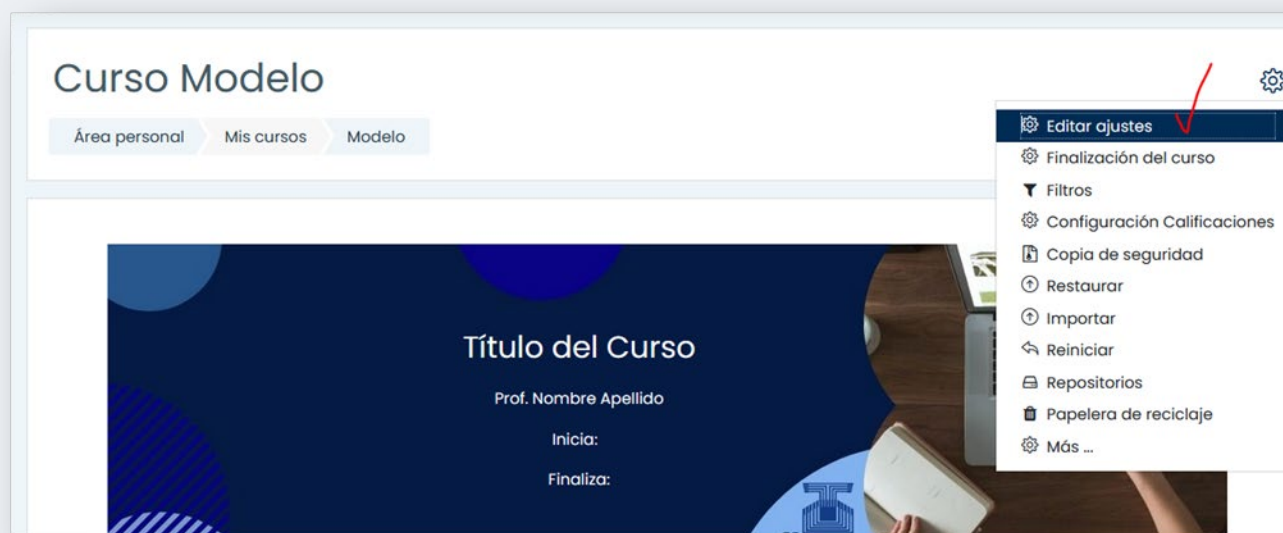 Curso Modelo
Área personal
Mis cursos
Modelo
Editar ajustes
Finalización del curso
Filtros
Configuración Calificaciones
Copia de seguridad
Restaurar
Importar
Reiniciar
Repositorios
Papelera de reciclaje
Más ...
Título del Curso
Prof. Nombre Apellido
Inicia:
Finaliza: